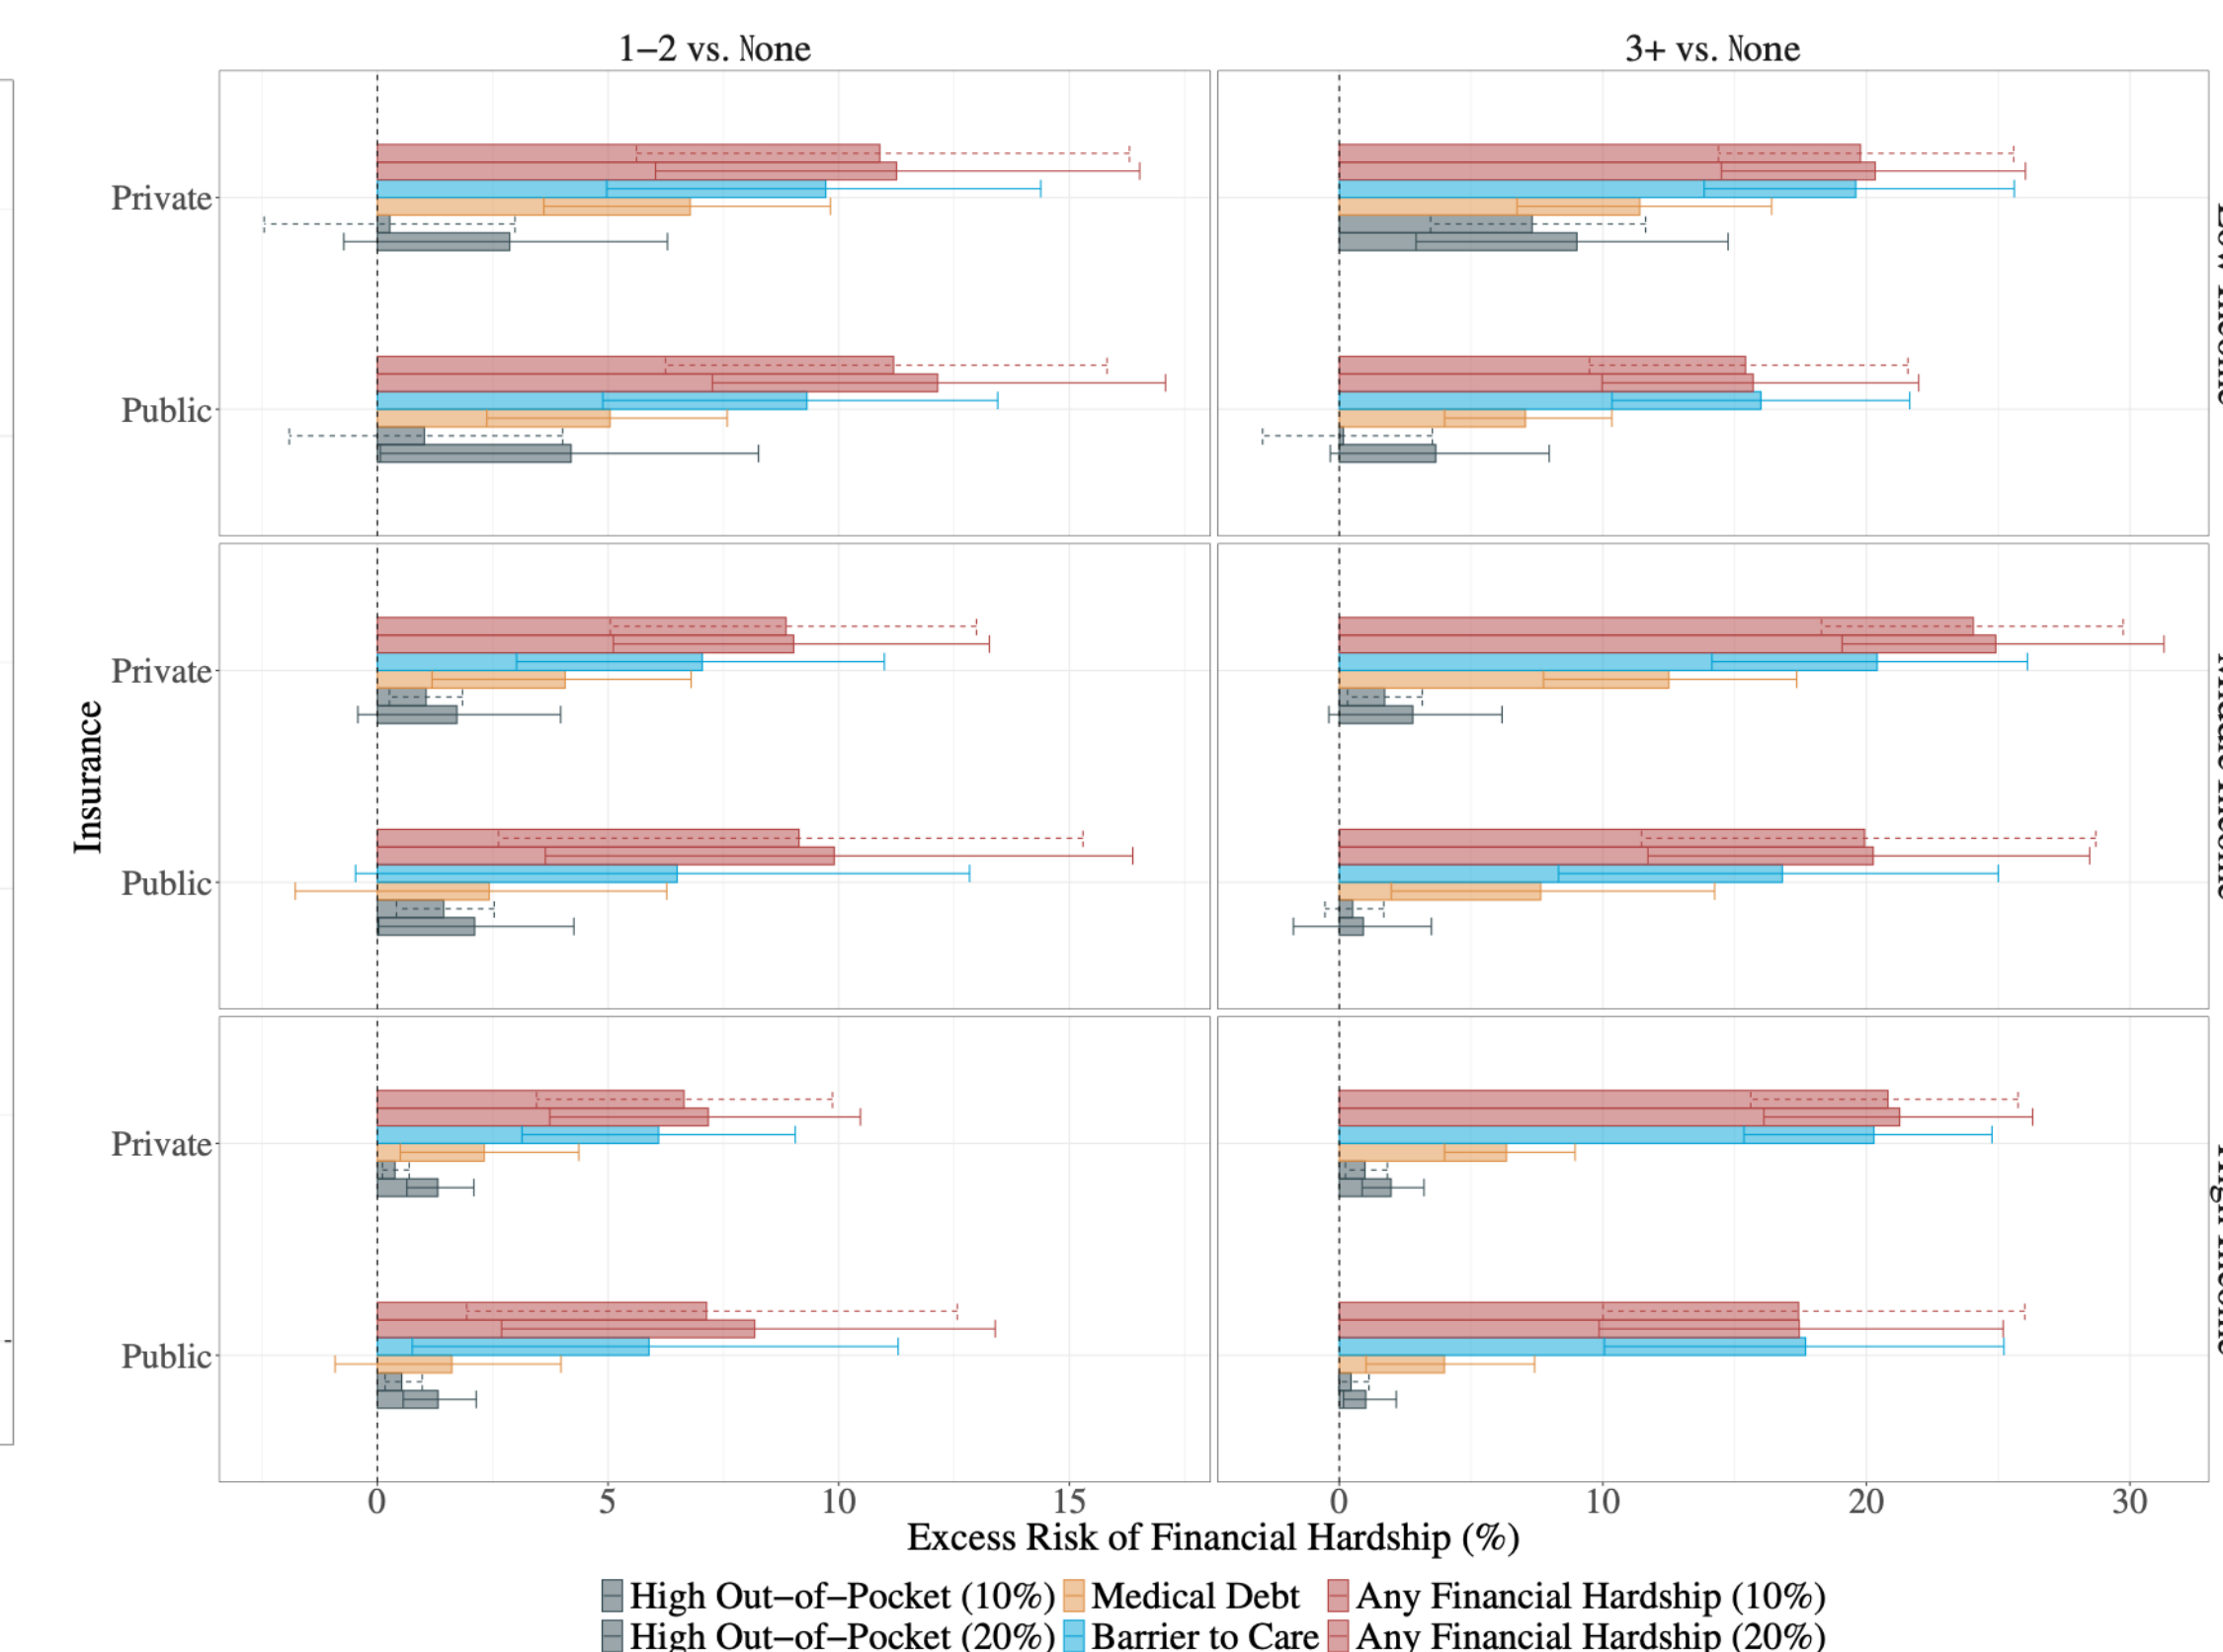 1–2 vs. None
3+ vs. None
Private
Public
Private
Public
Private
Public
Insurance
0 5 10 15
0 10 20 30
Excess Risk of Financial Hardship (%)
High Out–of–Pocket (10%) Medical Debt Any Financial Hardship (10%)
High Out–of–Pocket (20%) Barrier to Care Any Financial Hardship (20%)